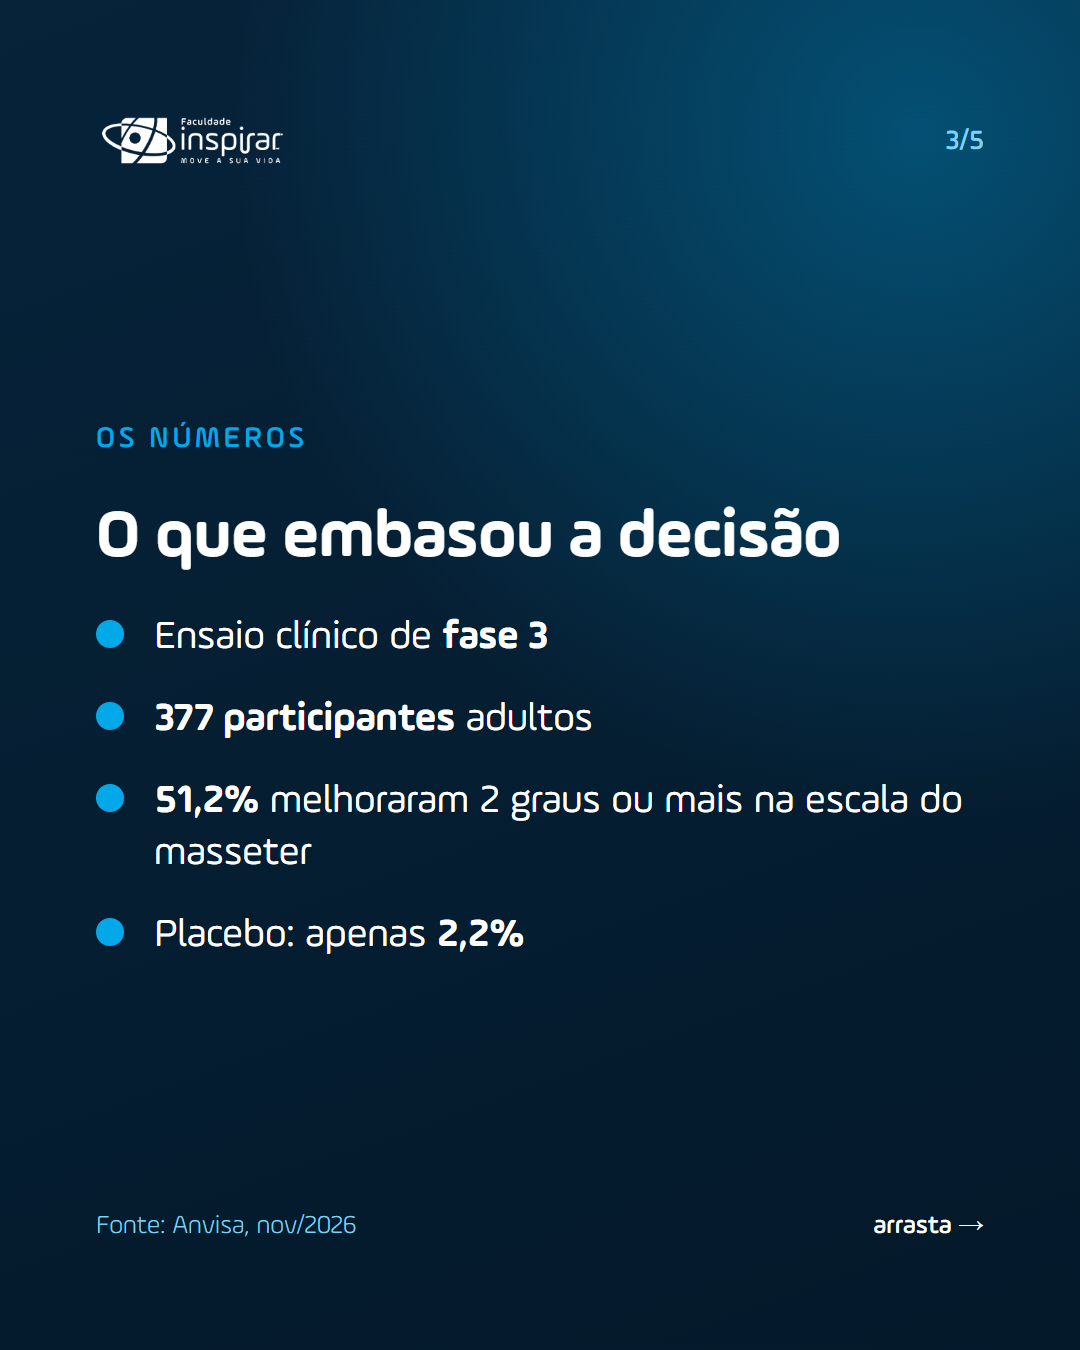 Faculdade
inspirar
MOVE A SUA VIDA
3/5
OS NÚMEROS
O que embasou a decisão
Ensaio clínico de fase 3
377 participantes adultos
51,2% melhoraram 2 graus ou mais na escala do
masseter
Placebo: apenas 2,2%
Fonte: Anvisa, nov/2026
arrasta →